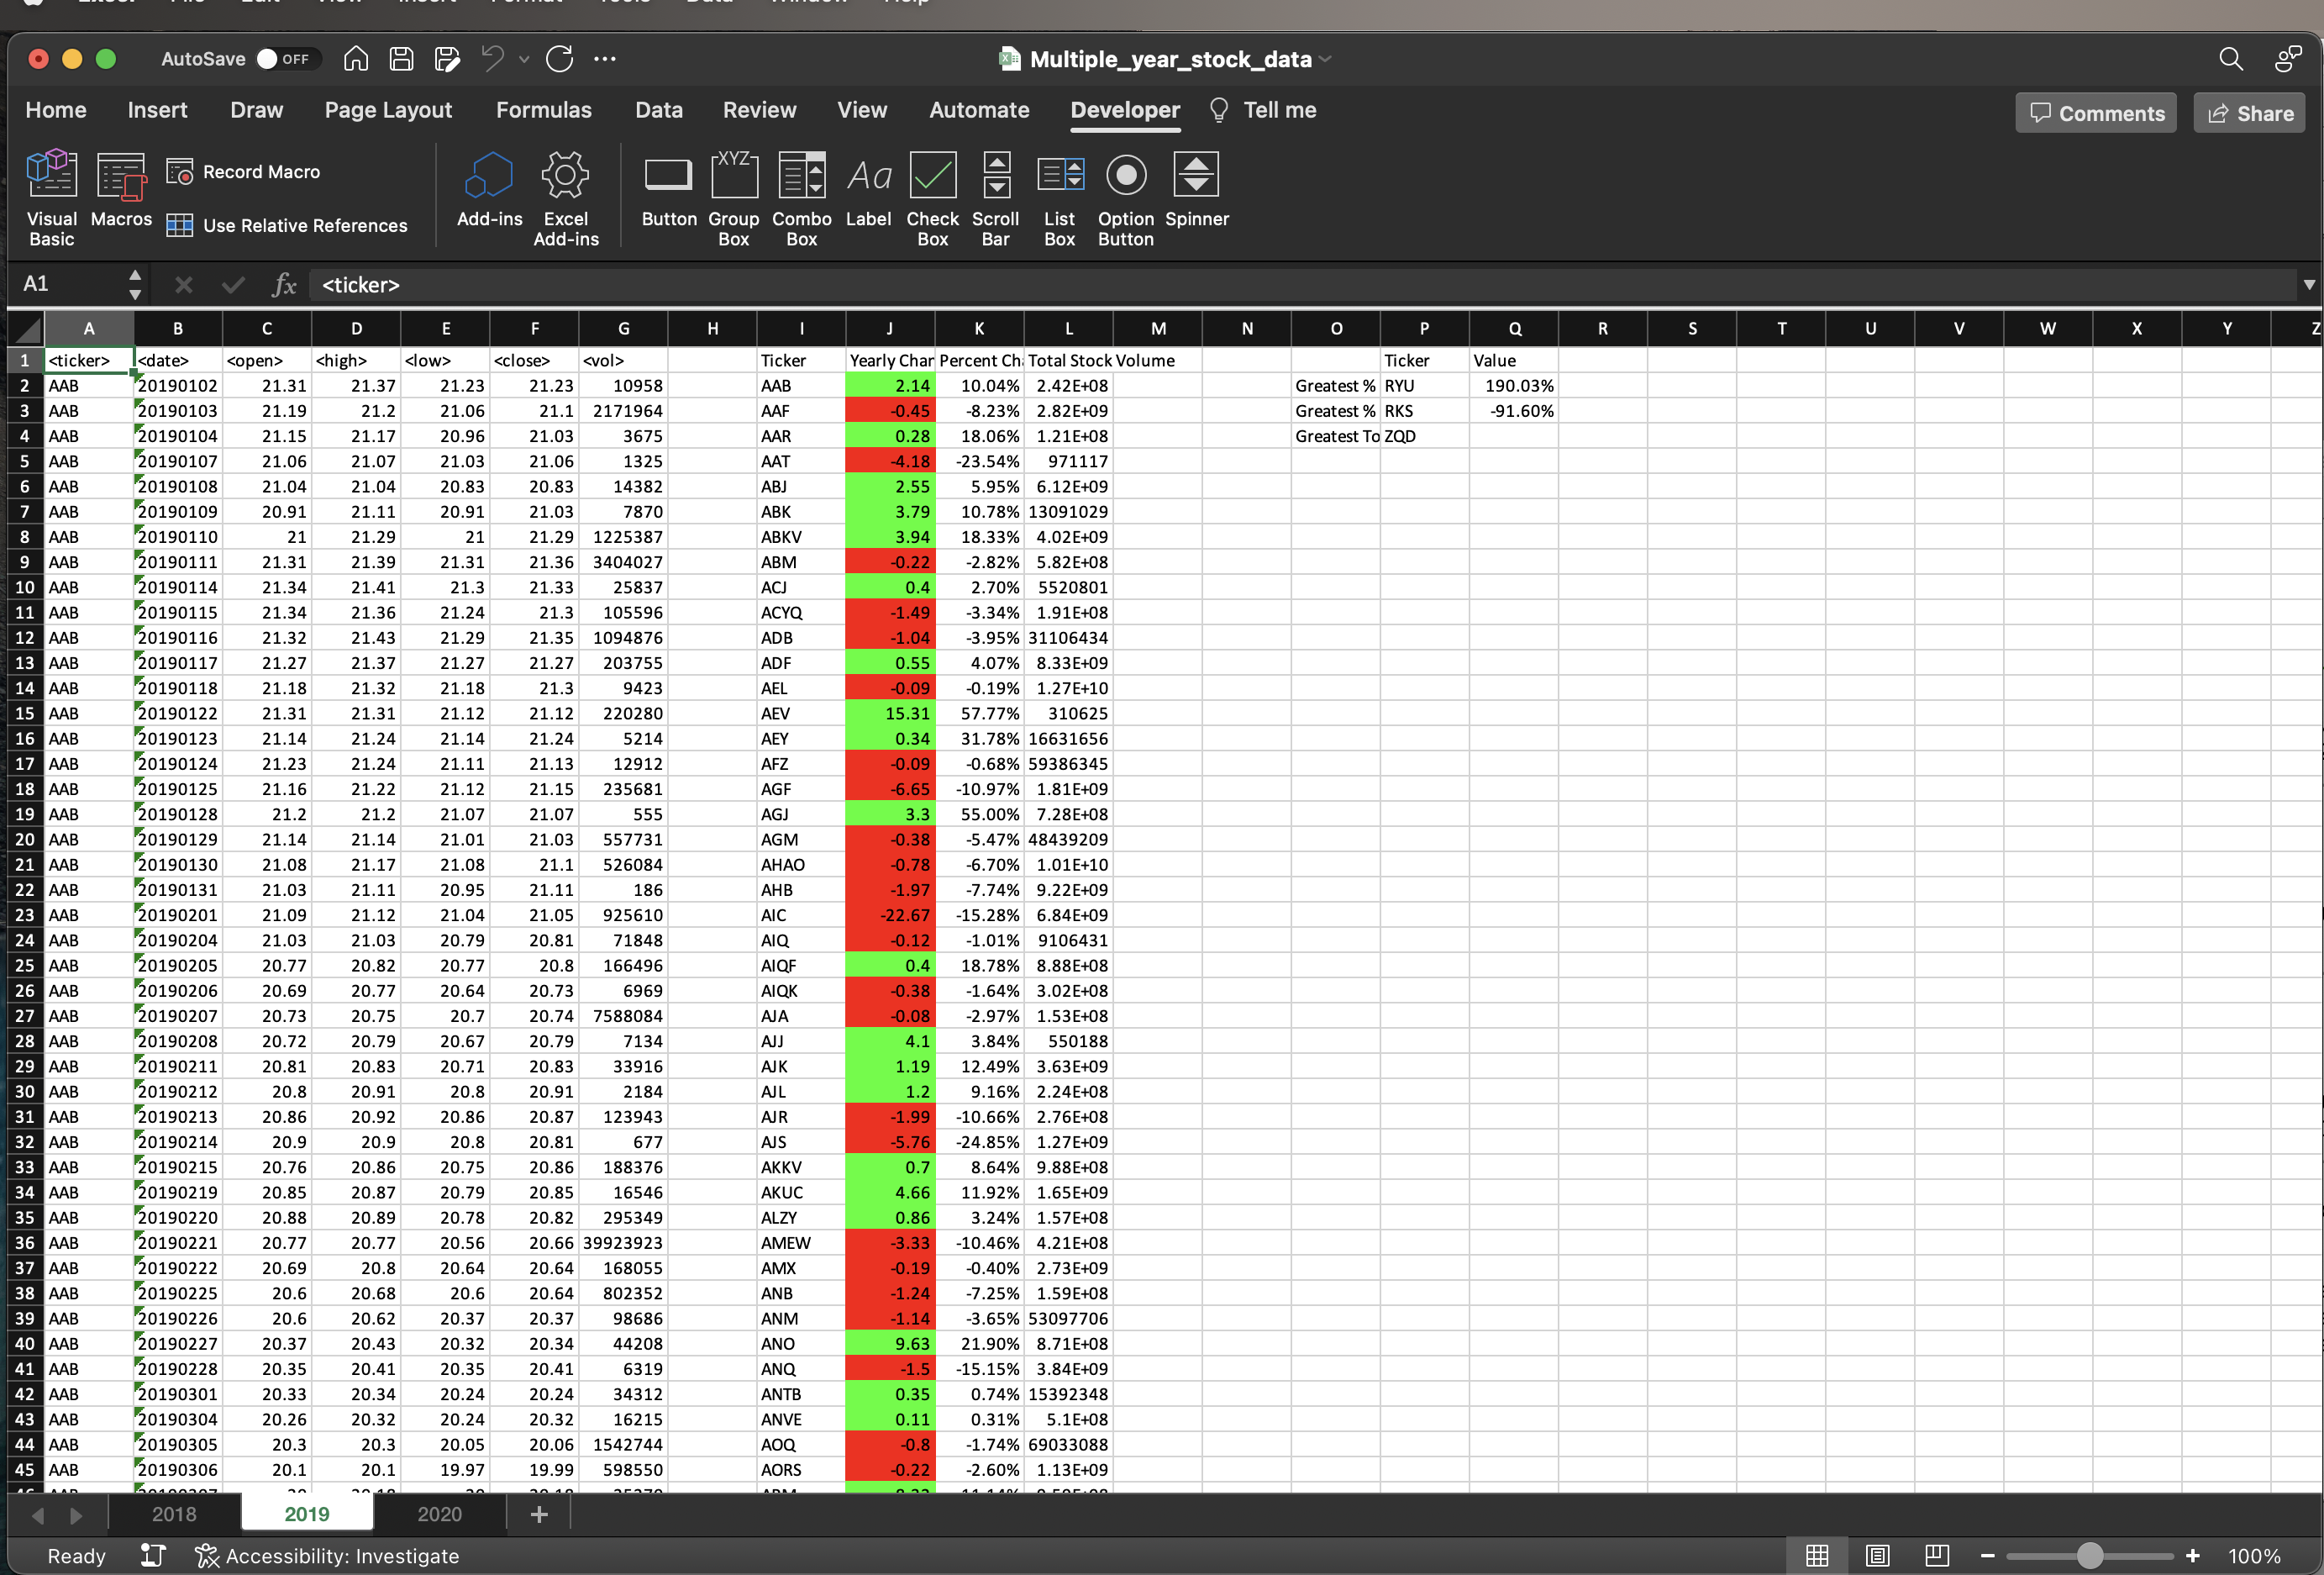 AutoSave OFF Multiple_year_stock_data
Home Insert Draw Page Layout Formulas Data Review View Automate Developer Tell me Comments Share
Visual Basic Macros Record Macro Use Relative References Add-ins Excel Add-ins Button Group Box Combo Box Label Check Box Scroll Bar List Box Option Button Spinner
A1 fx <ticker>
A B C D E F G H I J K L M N O P Q R S T U V W X Y Z
1 <ticker> <date> <open> <high> <low> <close> <vol> Ticker Yearly Char Percent Ch Total Stock Volume Ticker Value
2 AAB 20190102 21.31 21.37 21.23 21.23 10958 AAB 2.14 10.04% 2.42E+08 Greatest % RYU 190.03%
3 AAB 20190103 21.19 21.2 21.06 21.1 2171964 AAF -0.45 -8.23% 2.82E+09 Greatest % RKS -91.60%
4 AAB 20190104 21.15 21.17 20.96 21.03 3675 AAR 0.28 18.06% 1.21E+08 Greatest To ZQD
5 AAB 20190107 21.06 21.07 21.03 21.06 1325 AAT -4.18 -23.54% 971117
6 AAB 20190108 21.04 21.04 20.83 20.83 14382 ABJ 2.55 5.95% 6.12E+09
7 AAB 20190109 20.91 21.11 20.91 21.03 7870 ABK 3.79 10.78% 13091029
8 AAB 20190110 21 21.29 21 21.29 1225387 ABKV 3.94 18.33% 4.02E+09
9 AAB 20190111 21.31 21.39 21.31 21.36 3404027 ABM -0.22 -2.82% 5.82E+08
10 AAB 20190114 21.34 21.41 21.3 21.33 25837 ACJ 0.4 2.70% 5520801
11 AAB 20190115 21.34 21.36 21.24 21.3 105596 ACYQ -1.49 -3.34% 1.91E+08
12 AAB 20190116 21.32 21.43 21.29 21.35 1094876 ADB -1.04 -3.95% 31106434
13 AAB 20190117 21.27 21.37 21.27 21.27 203755 ADF 0.55 4.07% 8.33E+09
14 AAB 20190118 21.18 21.32 21.18 21.3 9423 AEL -0.09 -0.19% 1.27E+10
15 AAB 20190122 21.31 21.31 21.12 21.12 220280 AEV 15.31 57.77% 310625
16 AAB 20190123 21.14 21.24 21.14 21.24 5214 AEY 0.34 31.78% 16631656
17 AAB 20190124 21.23 21.24 21.11 21.13 12912 AFZ -0.09 -0.68% 59386345
18 AAB 20190125 21.16 21.22 21.12 21.15 235681 AGF -6.65 -10.97% 1.81E+09
19 AAB 20190128 21.2 21.2 21.07 21.07 555 AGJ 3.3 55.00% 7.28E+08
20 AAB 20190129 21.14 21.14 21.01 21.03 557731 AGM -0.38 -5.47% 48439209
21 AAB 20190130 21.08 21.17 21.08 21.1 526084 AHAO -0.78 -6.70% 1.01E+10
22 AAB 20190131 21.03 21.11 20.95 21.11 186 AHB -1.97 -7.74% 9.22E+09
23 AAB 20190201 21.09 21.12 21.04 21.05 925610 AIC -22.67 -15.28% 6.84E+09
24 AAB 20190204 21.03 21.03 20.79 20.81 71848 AIQ -0.12 -1.01% 9106431
25 AAB 20190205 20.77 20.82 20.77 20.8 166496 AIQF 0.4 18.78% 8.88E+08
26 AAB 20190206 20.69 20.77 20.64 20.73 6969 AIQK -0.38 -1.64% 3.02E+08
27 AAB 20190207 20.73 20.75 20.7 20.74 7588084 AJA -0.08 -2.97% 1.53E+08
28 AAB 20190208 20.72 20.79 20.67 20.79 7134 AJJ 4.1 3.84% 550188
29 AAB 20190211 20.81 20.83 20.71 20.83 33916 AJK 1.19 12.49% 3.63E+09
30 AAB 20190212 20.8 20.91 20.8 20.91 2184 AJL 1.2 9.16% 2.24E+08
31 AAB 20190213 20.86 20.92 20.86 20.87 123943 AJR -1.99 -10.66% 2.76E+08
32 AAB 20190214 20.9 20.9 20.8 20.81 677 AJS -5.76 -24.85% 1.27E+09
33 AAB 20190215 20.76 20.86 20.75 20.86 188376 AKKV 0.7 8.64% 9.88E+08
34 AAB 20190219 20.85 20.87 20.79 20.85 16546 AKUC 4.66 11.92% 1.65E+09
35 AAB 20190220 20.88 20.89 20.78 20.82 295349 ALZY 0.86 3.24% 1.57E+08
36 AAB 20190221 20.77 20.77 20.56 20.66 39923923 AMEW -3.33 -10.46% 4.21E+08
37 AAB 20190222 20.69 20.8 20.64 20.64 168055 AMX -0.19 -0.40% 2.73E+09
38 AAB 20190225 20.6 20.68 20.6 20.64 802352 ANB -1.24 -7.25% 1.59E+08
39 AAB 20190226 20.6 20.62 20.37 20.37 98686 ANM -1.14 -3.65% 53097706
40 AAB 20190227 20.37 20.43 20.32 20.34 44208 ANO 9.63 21.90% 8.71E+08
41 AAB 20190228 20.35 20.41 20.35 20.41 6319 ANQ -1.5 -15.15% 3.84E+09
42 AAB 20190301 20.33 20.34 20.24 20.24 34312 ANTB 0.35 0.74% 15392348
43 AAB 20190304 20.26 20.32 20.24 20.32 16215 ANVE 0.11 0.31% 5.1E+08
44 AAB 20190305 20.3 20.3 20.05 20.06 1542744 AOQ -0.8 -1.74% 69033088
45 AAB 20190306 20.1 20.1 19.97 19.99 598550 AORS -0.22 -2.60% 1.13E+09
2018 2019 2020 +
Ready Accessibility: Investigate 100%